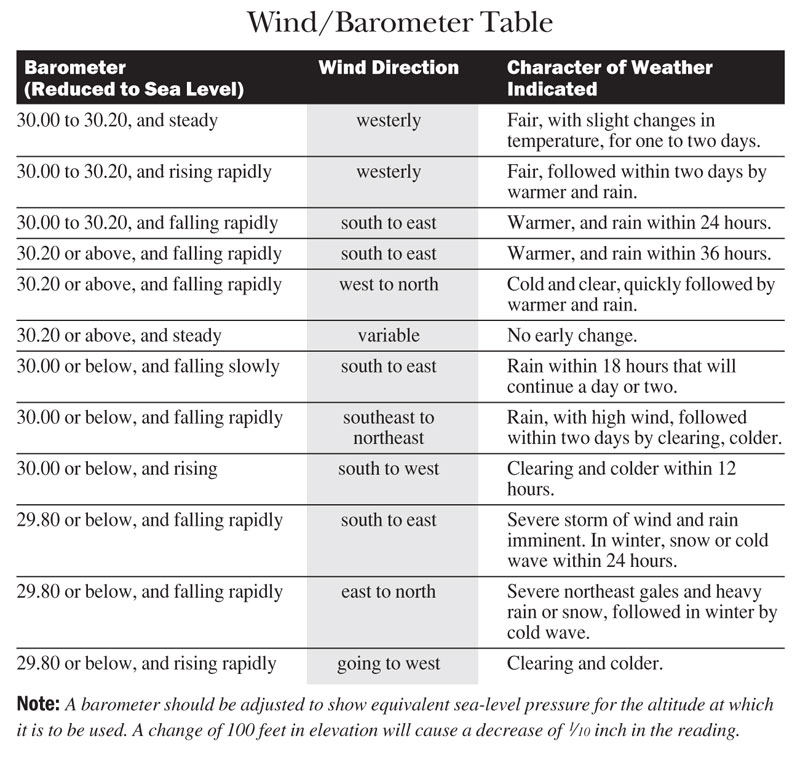 Wind/Barometer Table
Barometer
(Reduced to Sea Level)
Wind Direction
Character of Weather
Indicated
30.00 to 30.20, and steady
westerly
Fair, with slight changes in
temperature, for one to two days.
30.00 to 30.20, and rising rapidly
westerly
Fair, followed within two days by
warmer and rain.
30.00 to 30.20, and falling rapidly
south to east
Warmer, and rain within 24 hours.
30.20 or above, and falling rapidly
south to east
Warmer, and rain within 36 hours.
30.20 or above, and falling rapidly
west to north
Cold and clear, quickly followed by
warmer and rain.
30.20 or above, and steady
variable
No early change.
30.00 or below, and falling slowly
south to east
Rain within 18 hours that will
continue a day or two.
30.00 or below, and falling rapidly
southeast to
northeast
Rain, with high wind, followed
within two days by clearing, colder.
30.00 or below, and rising
south to west
Clearing and colder within 12
hours.
29.80 or below, and falling rapidly
south to east
Severe storm of wind and rain
imminent. In winter, snow or cold
wave within 24 hours.
29.80 or below, and falling rapidly
east to north
Severe northeast gales and heavy
rain or snow, followed in winter by
cold wave.
29.80 or below, and rising rapidly
going to west
Clearing and colder.
Note: A barometer should be adjusted to show equivalent sea-level pressure for the altitude at which
it is to be used. A change of 100 feet in elevation will cause a decrease of 1/10 inch in the reading.